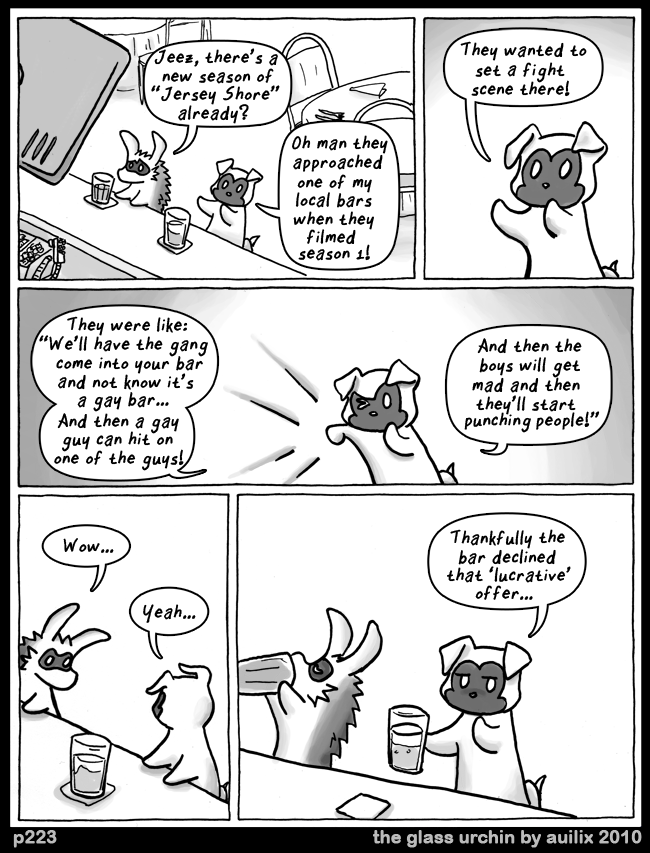 Jeez, there's a
new season of
"Jersey Shore"
already?
Oh man they
approached
one of my
local bars
when they
filmed
season 1!
They wanted to
set a fight
scene there!
They were like:
"We'll have the gang
come into your bar
and not know it's
a gay bar...
And then a gay
guy can hit on
one of the guys!
And then the
boys will get
mad and then
they'll start
punching people!"
Wow...
Yeah...
Thankfully the
bar declined
that 'lucrative'
offer...
p223
the glass urchin by auilix 2010